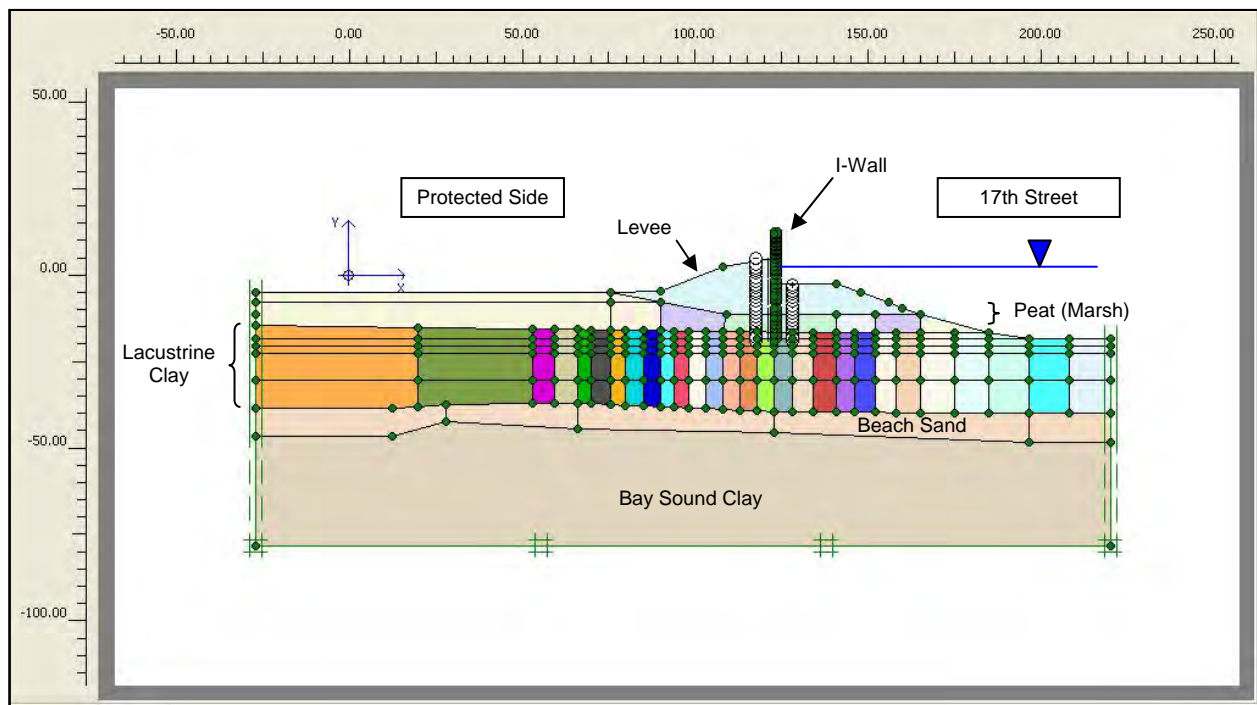 -50.00 0.00 50.00 100.00 150.00 200.00 250.00
50.00
I-Wall
Protected Side
17th Street
Levee
Y
X
0.00
Peat (Marsh)
Lacustrine
Clay
Beach Sand
-50.00
Bay Sound Clay
-100.00